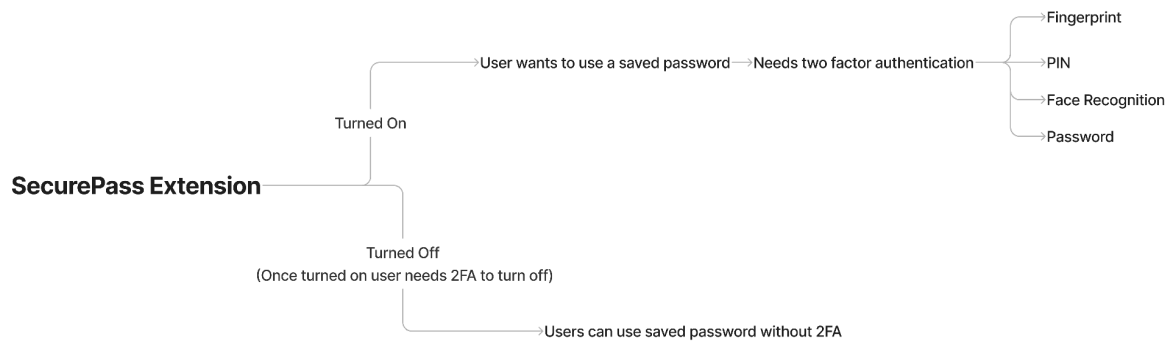 Fingerprint
User wants to use a saved password
Needs two factor authentication
PIN
Face Recognition
Turned On
Password
SecurePass Extension
Turned Off
(Once turned on user needs 2FA to turn off)
Users can use saved password without 2FA